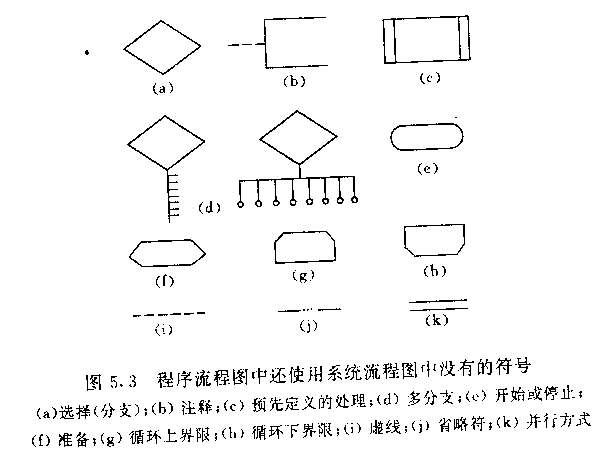 (a)
(b)
(c)
(d)
(e)
(f)
(g)
(h)
(i)
(j)
(k)
图 5.3 程序流程图中还使用系统流程图中没有的符号
(a)选择(分支);(b) 注释;(c) 预先定义的处理;(d) 多分支;(e) 开始或停止;
(f) 准备;(g) 循环上界限;(h) 循环下界限;(i) 虚线;(j) 省略符;(k) 并行方式